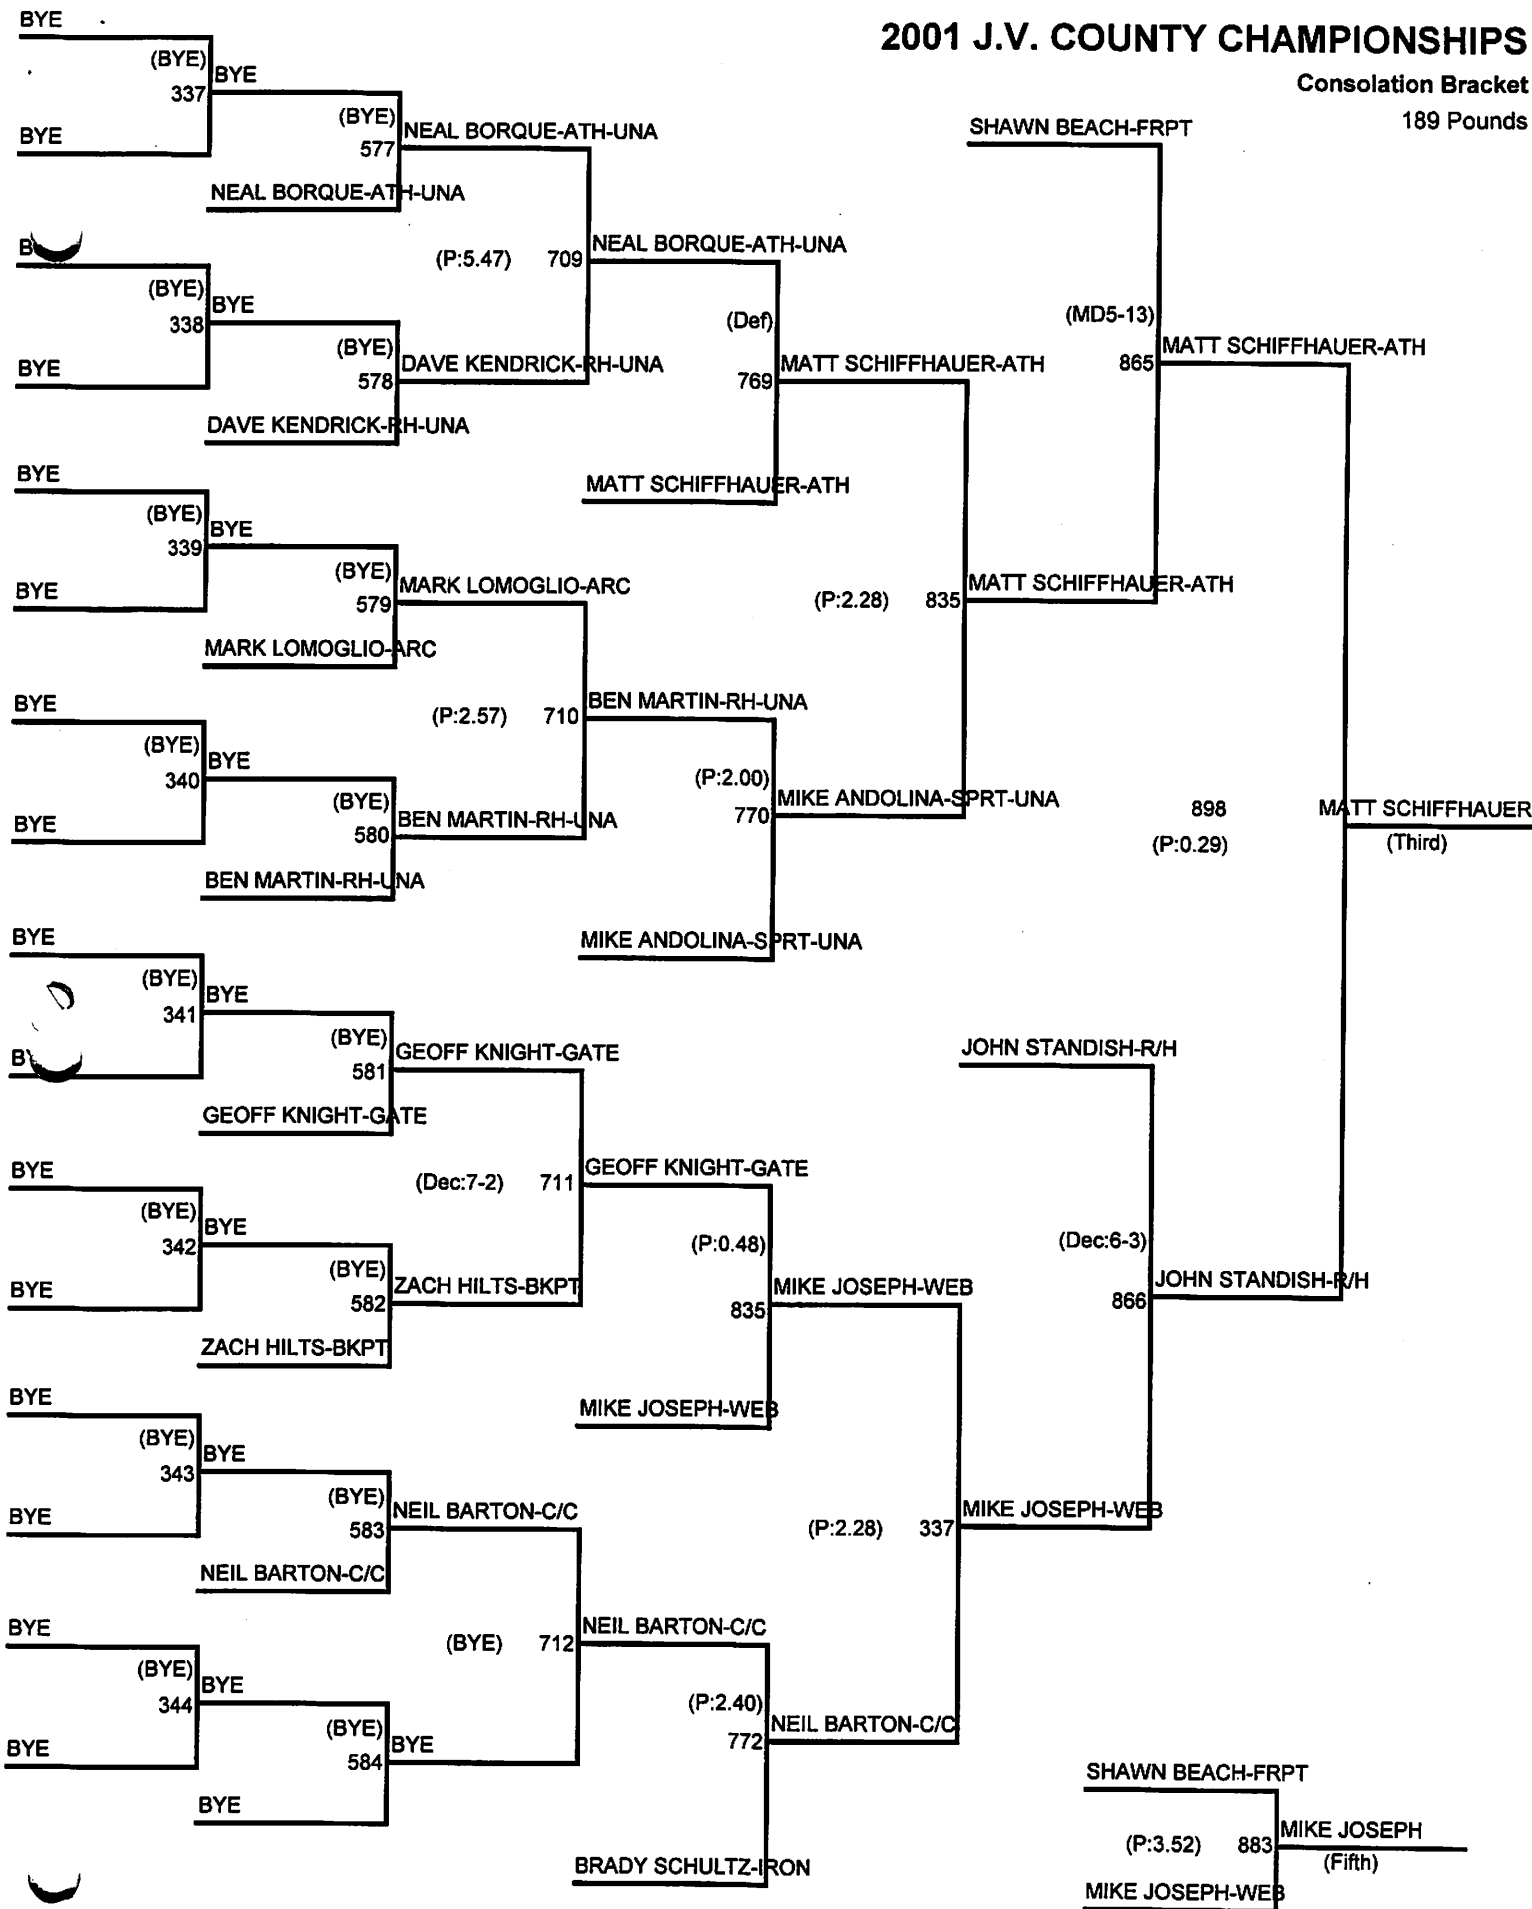 2001 J.V. COUNTY CHAMPIONSHIPS
Consolation Bracket
189 Pounds
BYE
(BYE)
337
BYE
BYE
(BYE)
577
NEAL BORQUE-ATH-UNA
NEAL BORQUE-ATH-UNA
(BYE)
338
BYE
BYE
(BYE)
578
DAVE KENDRICK-RH-UNA
DAVE KENDRICK-RH-UNA
(P:5.47) 709
NEAL BORQUE-ATH-UNA
(Def)
769
MATT SCHIFFHAUER-ATH
MATT SCHIFFHAUER-ATH
BYE
(BYE)
339
BYE
BYE
(BYE)
579
MARK LOMOGLIO-ARC
MARK LOMOGLIO-ARC
BYE
(BYE)
340
BYE
BYE
(BYE)
580
BEN MARTIN-RH-UNA
BEN MARTIN-RH-UNA
(P:2.57) 710
BEN MARTIN-RH-UNA
(P:2.00)
770
MIKE ANDOLINA-SPRT-UNA
MIKE ANDOLINA-SPRT-UNA
(P:2.28) 835
MATT SCHIFFHAUER-ATH
SHAWN BEACH-FRPT
(MD5-13)
865
MATT SCHIFFHAUER-ATH
898
(P:0.29)
MATT SCHIFFHAUER
(Third)
BYE
(BYE)
341
BYE
(BYE)
581
GEOFF KNIGHT-GATE
GEOFF KNIGHT-GATE
BYE
(BYE)
342
BYE
BYE
(BYE)
582
ZACH HILTS-BKPT
ZACH HILTS-BKPT
(Dec:7-2) 711
GEOFF KNIGHT-GATE
(P:0.48)
835
MIKE JOSEPH-WEB
MIKE JOSEPH-WEB
BYE
(BYE)
343
BYE
BYE
(BYE)
583
NEIL BARTON-C/C
NEIL BARTON-C/C
BYE
(BYE)
344
BYE
BYE
(BYE)
584
BYE
BYE
(BYE) 712
NEIL BARTON-C/C
(P:2.40)
772
NEIL BARTON-C/C
BRADY SCHULTZ-IRON
(P:2.28) 337
MIKE JOSEPH-WEB
JOHN STANDISH-R/H
(Dec:6-3)
866
JOHN STANDISH-R/H
SHAWN BEACH-FRPT
(P:3.52) 883
MIKE JOSEPH
(Fifth)
MIKE JOSEPH-WEB